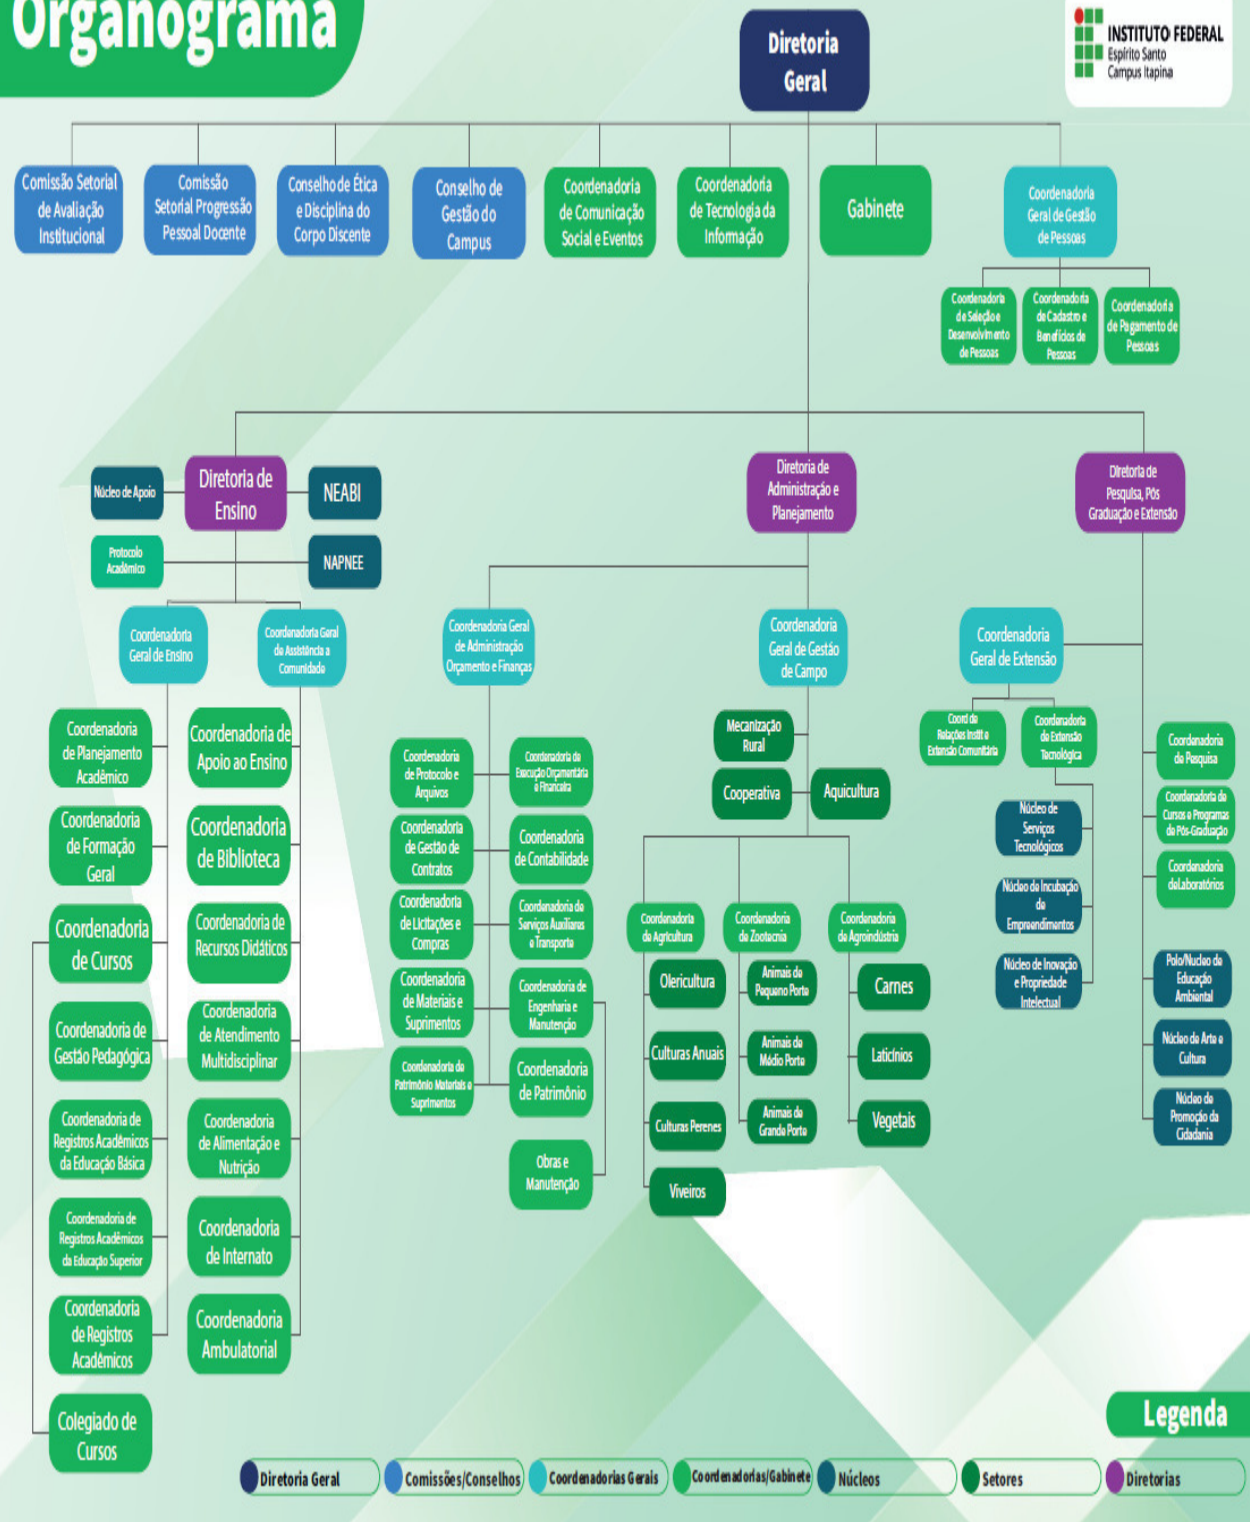 Organograma
Diretoria
Geral
INSTITUTO FEDERAL
Espírito Santo
Campus Itapina
Comissão Setorial
de Avaliação
Institucional
Comissão
Setorial Progressão
Pessoal Docente
Conselho de Ética
e Disciplina do
Corpo Discente
Conselho de
Gestão do
Campus
Coordenadoria
de Comunicação
Social e Eventos
Coordenadoria
de Tecnologia da
Informação
Gabinete
Coordenadoria
Geral de Gestão
de Pessoas
Coordenadoria
de Seleção e
Desenvolvimento
de Pessoas
Coordenadoria
de Cadastro e
Benefícios de
Pessoas
Coordenadoria
de Pagamento de
Pessoas
Núcleo de Apoio
Diretoria de
Ensino
NEABI
Protocolo
Acadêmico
NAPNEE
Diretoria de
Administração e
Planejamento
Diretoria de
Pesquisa, Pós
Graduação e Extensão
Coordenadoria
Geral de Ensino
Coordenadoria Geral
de Assistência a
Comunidade
Coordenadoria Geral
de Administração
Orçamento e Finanças
Coordenadoria
Geral de Gestão
de Campo
Coordenadoria
Geral de Extensão
Coordenadoria
de Planejamento
Acadêmico
Coordenadoria
de Formação
Geral
Coordenadoria
de Cursos
Coordenadoria de
Gestão Pedagógica
Coordenadoria de
Registros Acadêmicos
da Educação Básica
Coordenadoria de
Registros Acadêmicos
da Educação Superior
Coordenadoria
de Registros
Acadêmicos
Colegiado de
Cursos
Coordenadoria de
Apoio ao Ensino
Coordenadoria
de Biblioteca
Coordenadoria de
Recursos Didáticos
Coordenadoria
de Atendimento
Multidisciplinar
Coordenadoria
de Alimentação e
Nutrição
Coordenadoria
de Internato
Coordenadoria
Ambulatorial
Coordenadoria
de Protocolo e
Arquivos
Coordenadoria
de Gestão de
Contratos
Coordenadoria
de Licitações e
Compras
Coordenadoria
de Materiais e
Suprimentos
Coordenadoria de
Patrimônio Materiais e
Suprimentos
Coordenadoria de
Execução Orçamentária
e Financeira
Coordenadoria
de Contabilidade
Coordenadoria de
Serviços Auxiliares
e Transporte
Coordenadoria de
Engenharia e
Manutenção
Coordenadoria
de Patrimônio
Obras e
Manutenção
Mecanização
Rural
Cooperativa
Aquicultura
Coordenadoria
de Agricultura
Olericultura
Culturas Anuais
Culturas Perenes
Viveiros
Coordenadoria
de Zootecnia
Animais de
Pequeno Porte
Animais de
Médio Porte
Animais de
Grande Porte
Coordenadoria
de Agroindústria
Carnes
Laticínios
Vegetais
Coord de
Relações Instit e
Extensão Comunitária
Coordenadoria
de Extensão
Tecnológica
Núcleo de
Serviços
Tecnológicos
Núcleo de Incubação
de
Empreendimentos
Núcleo de Inovação
e Propriedade
Intelectual
Coordenadoria
de Pesquisa
Coordenadoria de
Cursos e Programas
de Pós-Graduação
Coordenadoria
deLaboratórios
Polo/Nucleo de
Educação
Ambiental
Núcleo de Arte e
Cultura
Núcleo de
Promoção da
Cidadania
Legenda
Diretoria Geral
Comissões/Conselhos
Coordenadorias Gerais
Coordenadorias/Gabinete
Núcleos
Setores
Diretorias